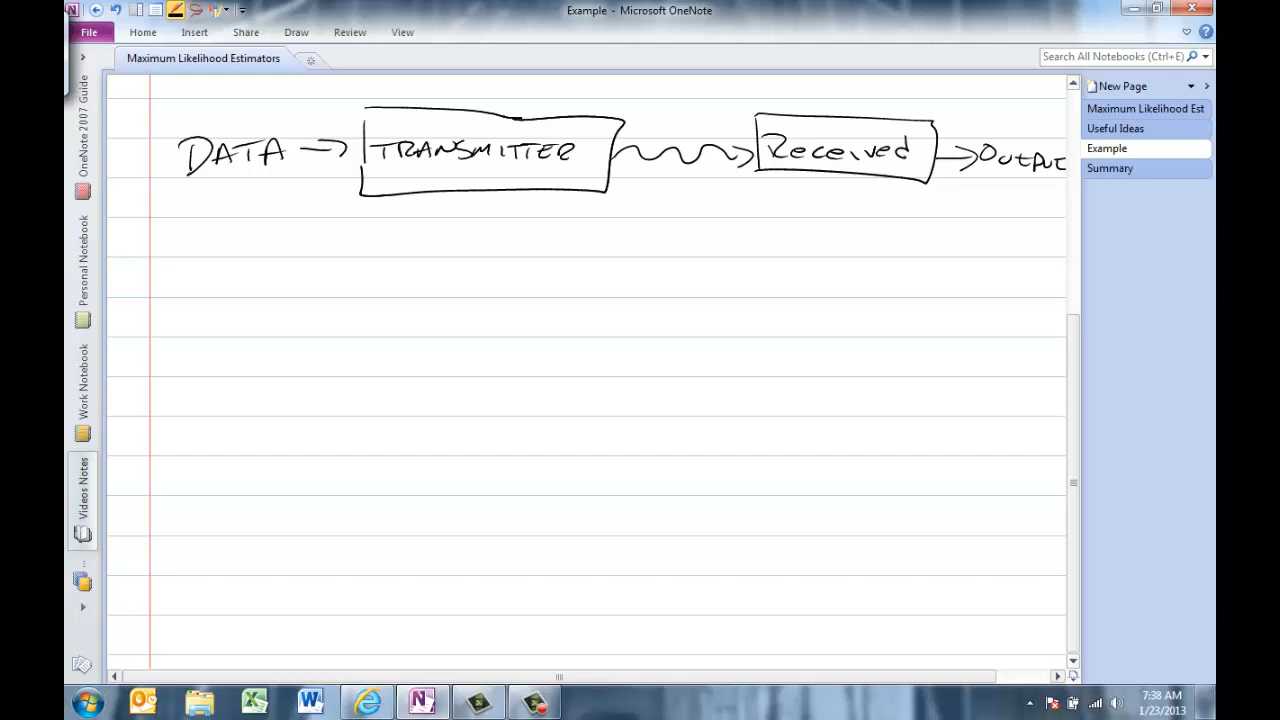 Example - Microsoft OneNote
File Home Insert Share Draw Review View
Maximum Likelihood Estimators
Search All Notebooks (Ctrl+E)
New Page
Maximum Likelihood Est
Useful Ideas
Example
Summary
OneNote 2007 Guide
Personal Notebook
Work Notebook
Videos Notes
DATA → TRANSMITTER Received → OUTPUT
7:38 AM
1/23/2013